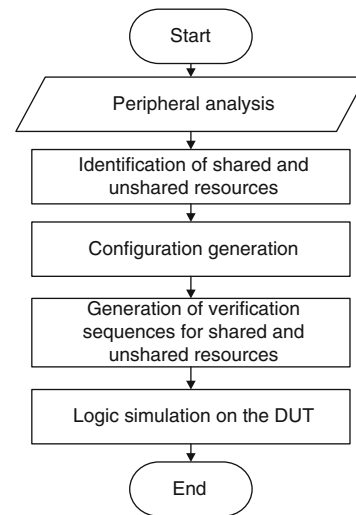 Start
Peripheral analysis
Identification of shared and
unshared resources
Configuration generation
Generation of verification
sequences for shared and
unshared resources
Logic simulation on the DUT
End